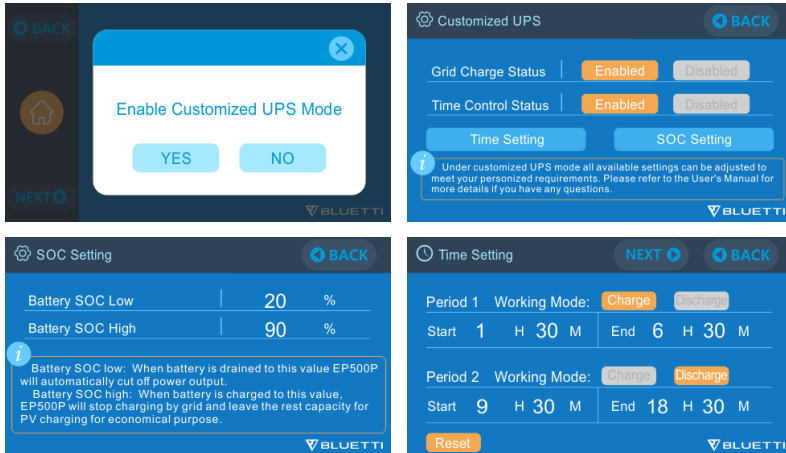 BACK
Enable Customized UPS Mode
YES NO
NEXT
BLUETTI
Customized UPS BACK
Grid Charge Status Enabled Disabled
Time Control Status Enabled Disabled
Time Setting SOC Setting
i Under customized UPS mode all available settings can be adjusted to
meet your personized requirements. Please refer to the User's Manual for
more details if you have any questions.
BLUETTI
SOC Setting BACK
Battery SOC Low 20 %
Battery SOC High 90 %
i Battery SOC low: When battery is drained to this value EP500P
will automatically cut off power output.
Battery SOC high: When battery is charged to this value,
EP500P will stop charging by grid and leave the rest capacity for
PV charging for economical purpose.
BLUETTI
Time Setting NEXT BACK
Period 1 Working Mode: Charge Discharge
Start 1 H 30 M End 6 H 30 M
Period 2 Working Mode: Charge Discharge
Start 9 H 30 M End 18 H 30 M
Reset
BLUETTI